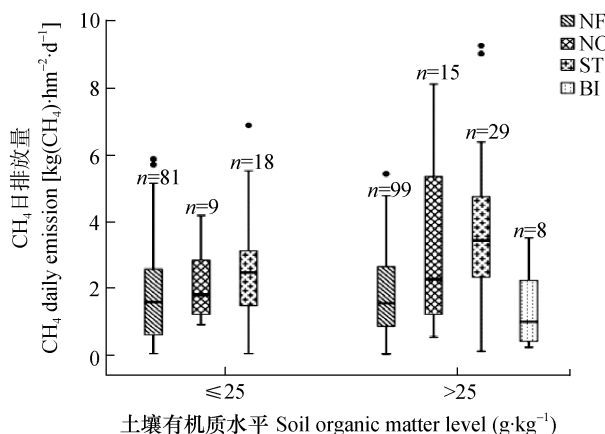 CH₄日排放量
CH₄ daily emission [kg(CH₄)·hm⁻²·d⁻¹]
10
8
6
4
2
0
n=81
n=9
n=18
n=99
n=15
n=29
n=8
NF
NO
ST
BI
≤25
>25
土壤有机质水平 Soil organic matter level (g·kg⁻¹)